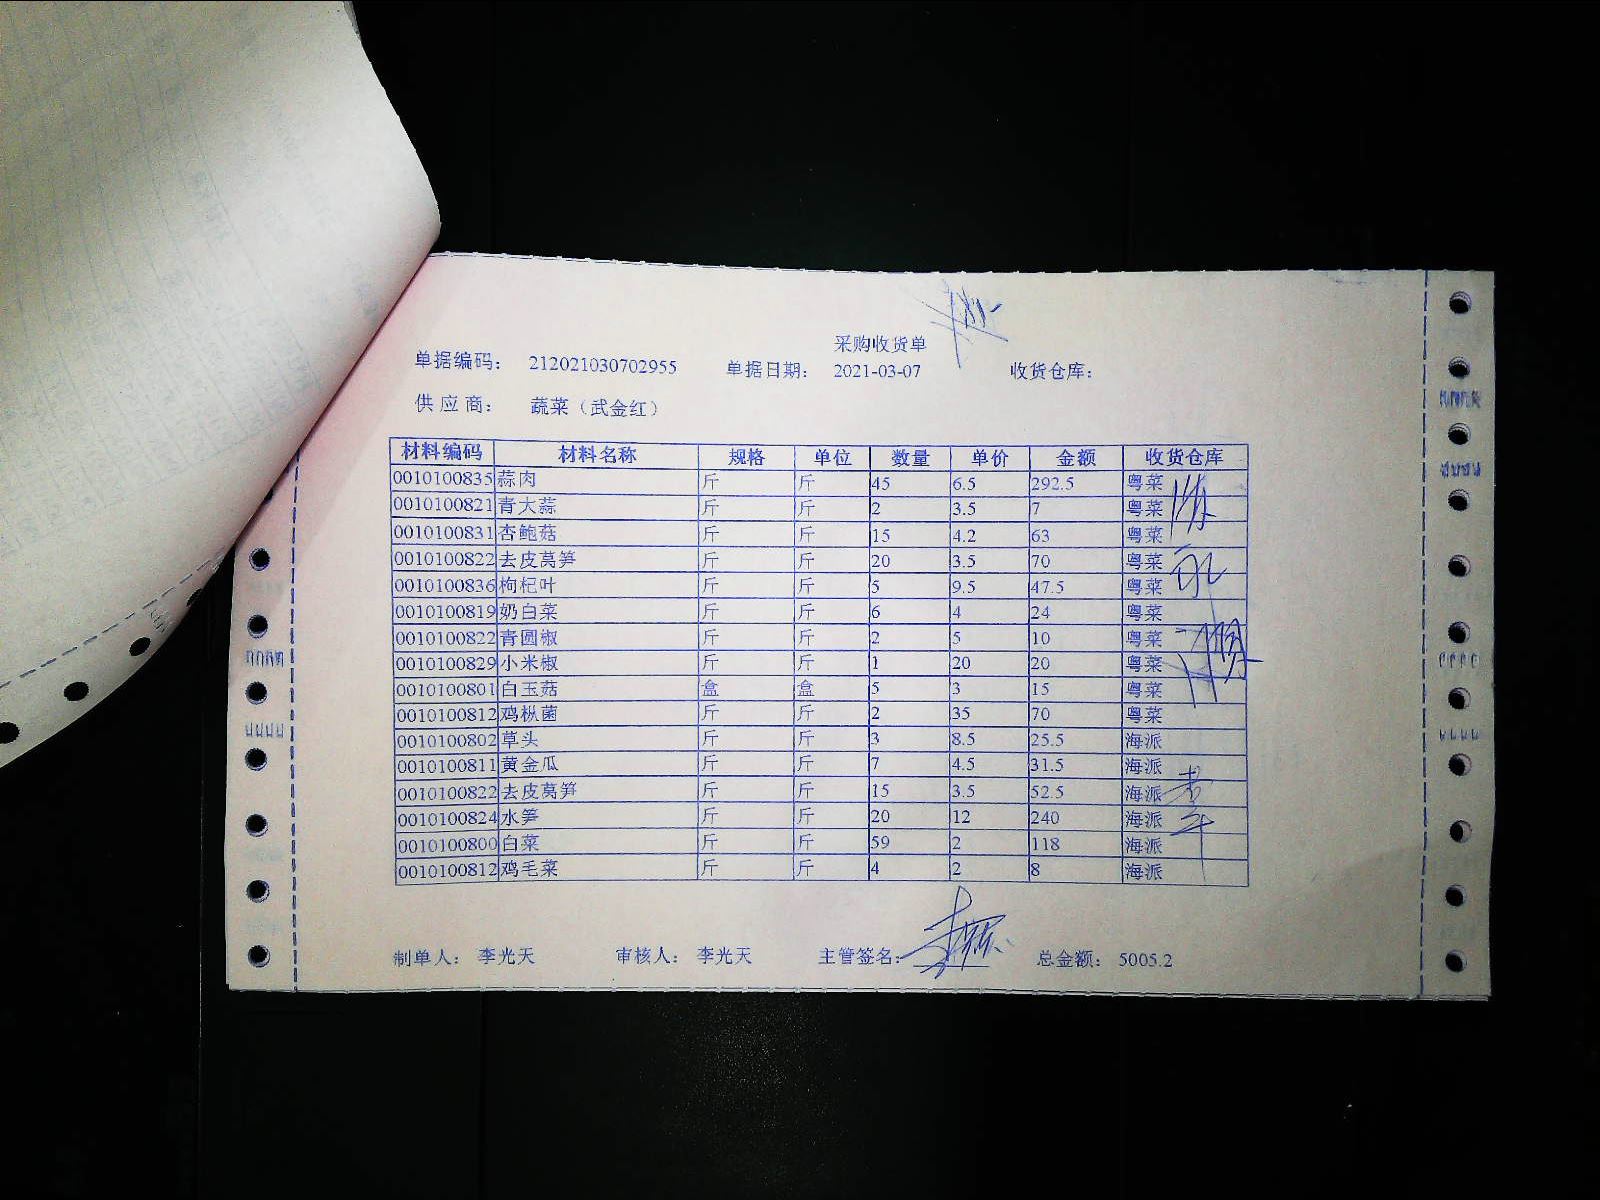 采购收货单
单据编码： 212021030702955 单据日期： 2021-03-07 收货仓库：
供 应 商： 蔬菜（武金红）
材料编码 材料名称 规格 单位 数量 单价 金额 收货仓库
0010100835 蒜肉 斤 斤 45 6.5 292.5 粤菜
0010100821 青大蒜 斤 斤 2 3.5 7 粤菜
0010100831 杏鲍菇 斤 斤 15 4.2 63 粤菜
0010100822 去皮莴笋 斤 斤 20 3.5 70 粤菜
0010100836 枸杞叶 斤 斤 5 9.5 47.5 粤菜
0010100819 奶白菜 斤 斤 6 4 24 粤菜
0010100822 青圆椒 斤 斤 2 5 10 粤菜
0010100829 小米椒 斤 斤 1 20 20 粤菜
0010100801 白玉菇 盒 盒 5 3 15 粤菜
0010100812 鸡枞菌 斤 斤 2 35 70 粤菜
0010100802 草头 斤 斤 3 8.5 25.5 海派
0010100811 黄金瓜 斤 斤 7 4.5 31.5 海派
0010100822 去皮莴笋 斤 斤 15 3.5 52.5 海派
0010100824 水笋 斤 斤 20 12 240 海派
0010100800 白菜 斤 斤 59 2 118 海派
0010100812 鸡毛菜 斤 斤 4 2 8 海派
制单人： 李光天 审核人： 李光天 主管签名： 总金额： 5005.2